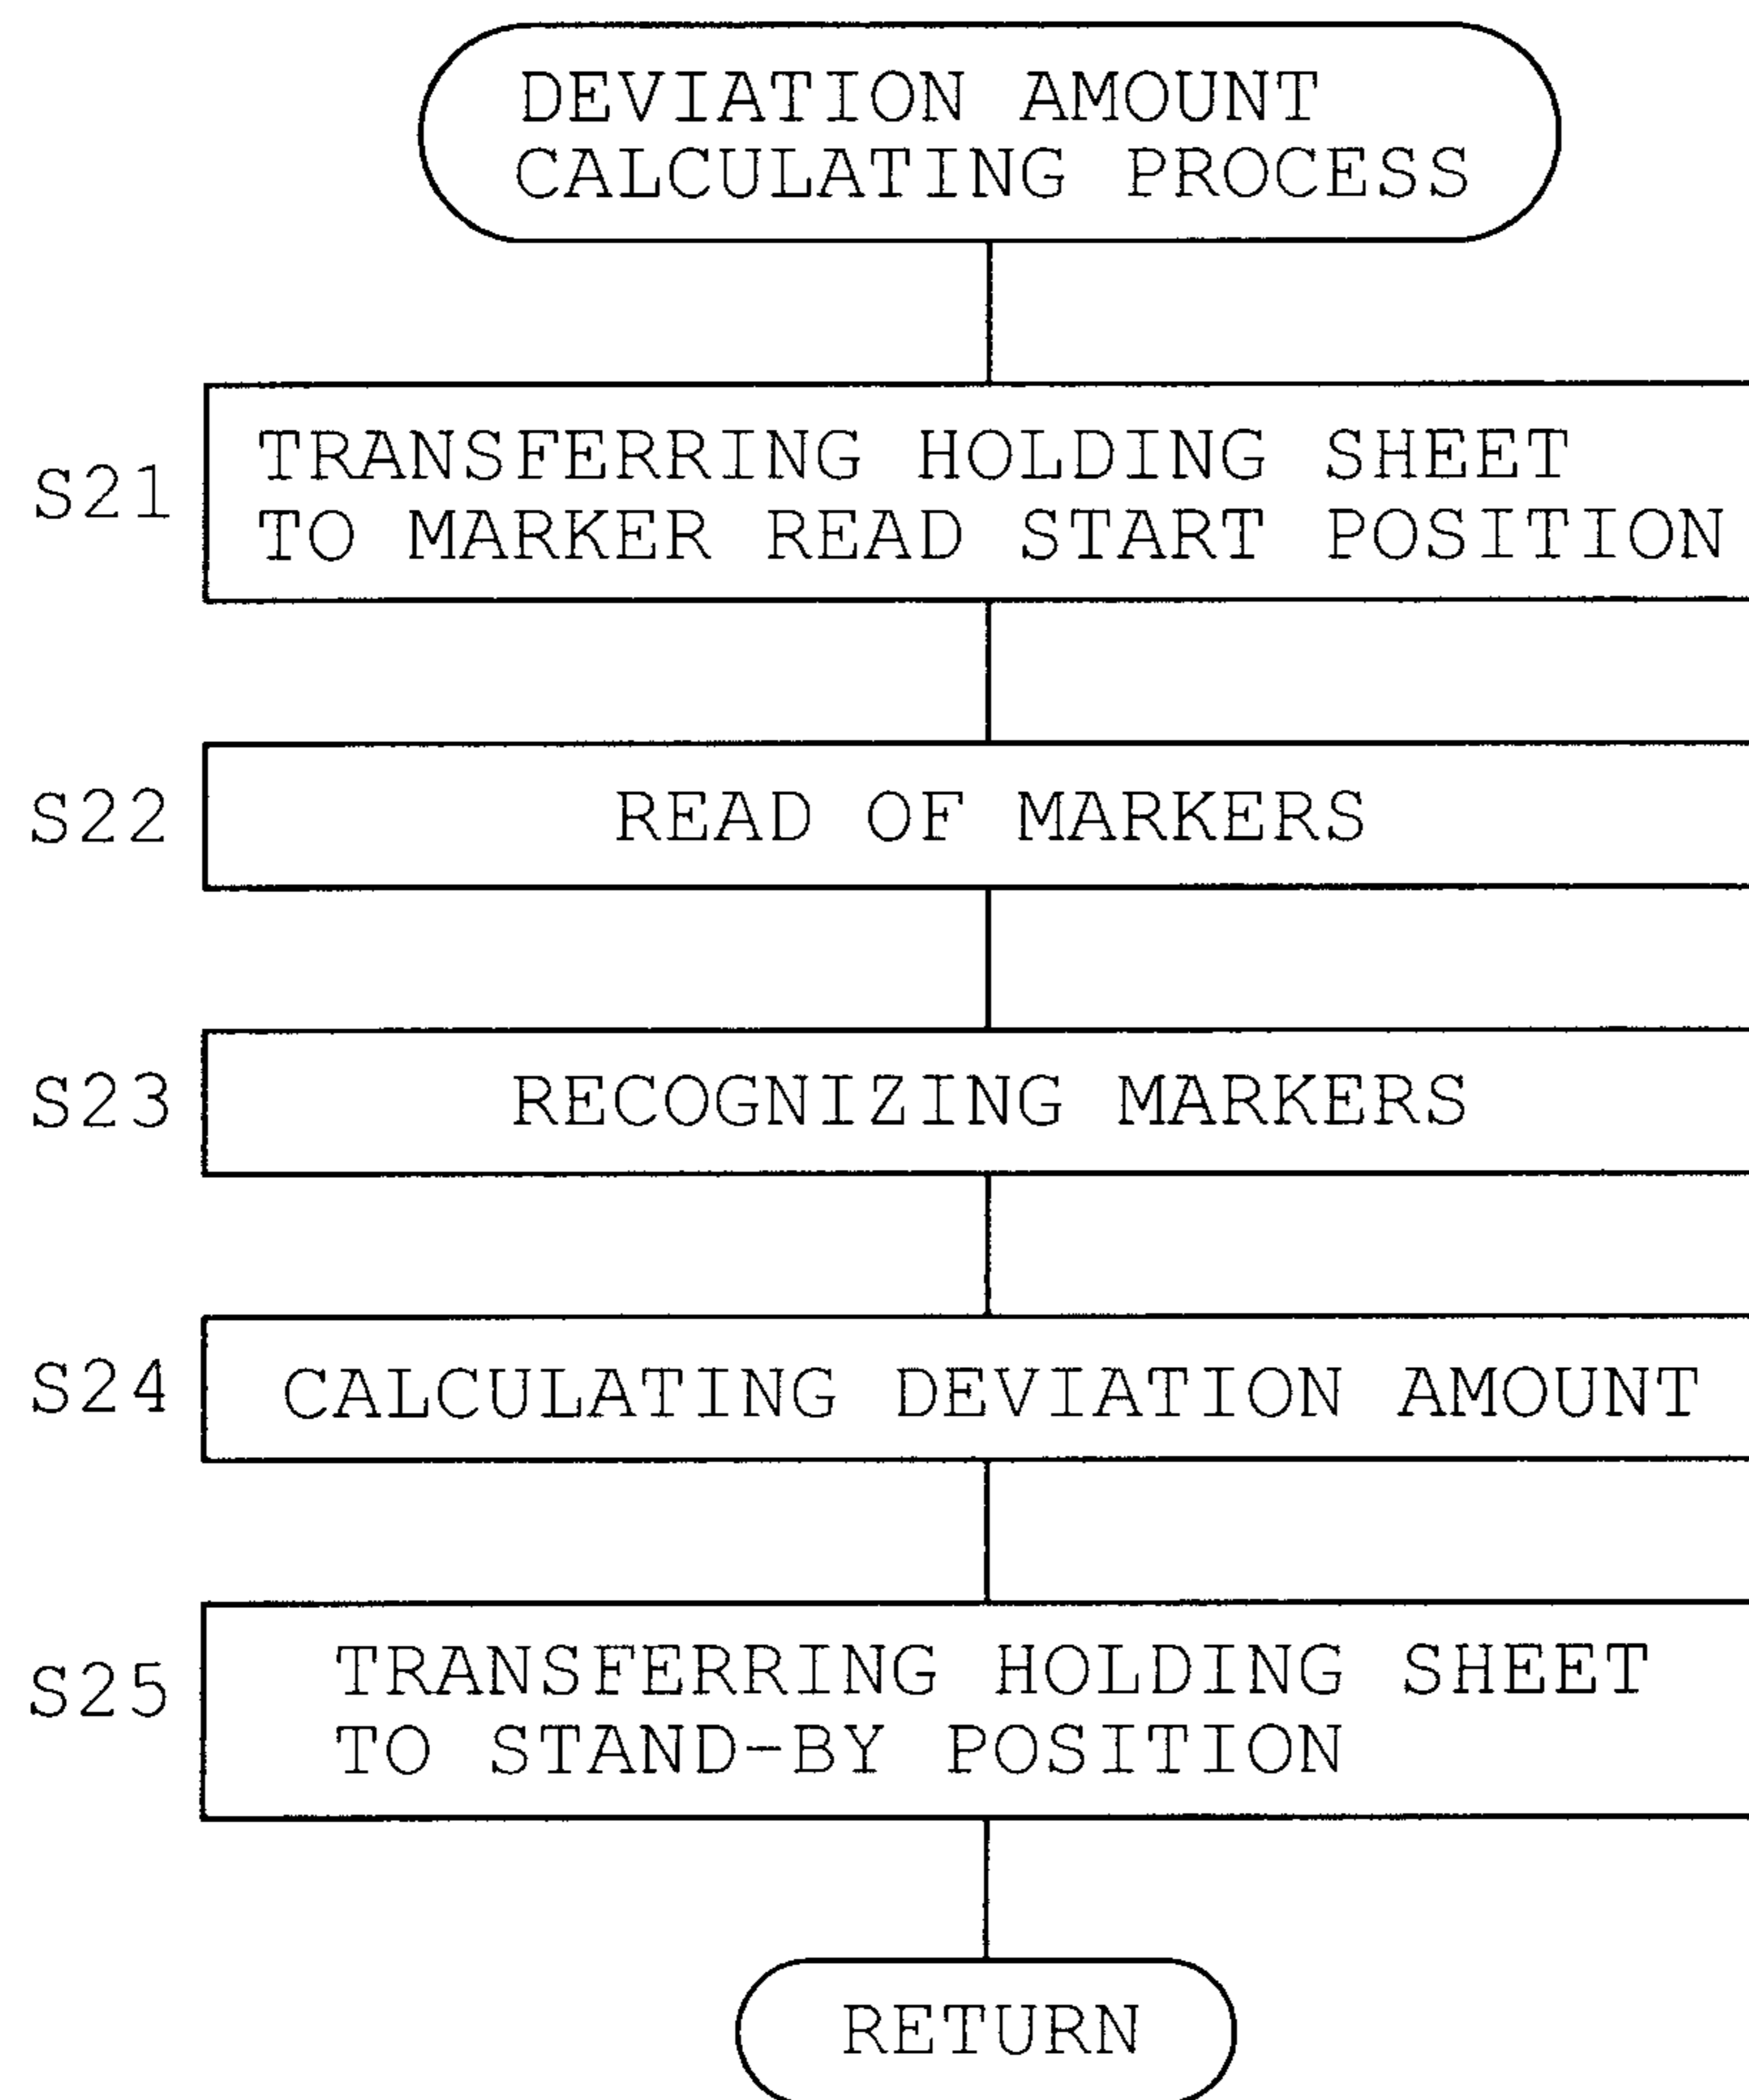 DEVIATION AMOUNT
CALCULATING PROCESS
S21
TRANSFERRING HOLDING SHEET
TO MARKER READ START POSITION
S22
READ OF MARKERS
S23
RECOGNIZING MARKERS
S24
CALCULATING DEVIATION AMOUNT
S25
TRANSFERRING HOLDING SHEET
TO STAND-BY POSITION
RETURN